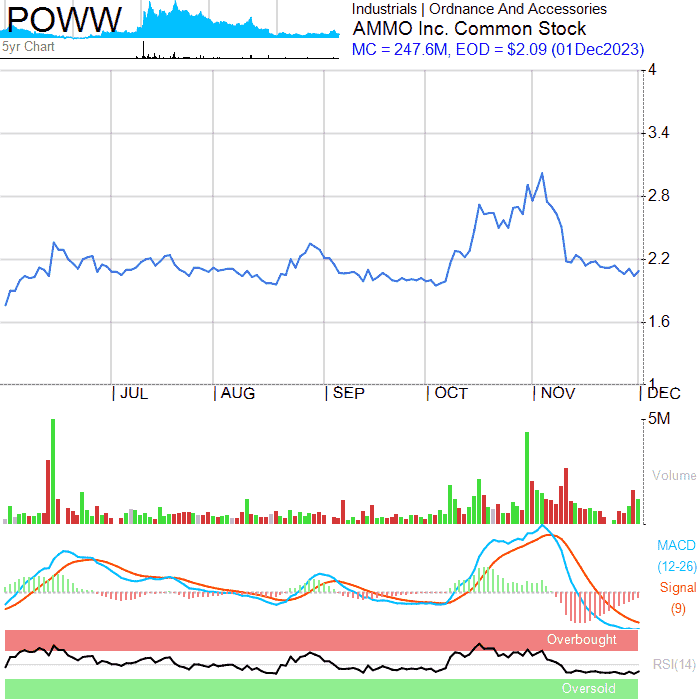 POWW
5yr Chart
Industrials | Ordnance And Accessories
AMMO Inc. Common Stock
MC = 247.6M, EOD = $2.09 (01Dec2023)
4
3.4
2.8
2.2
1.6
1
JUL
AUG
SEP
OCT
NOV
DEC
5M
Volume
MACD
(12-26)
Signal
(9)
Overbought
RSI(14)
Oversold